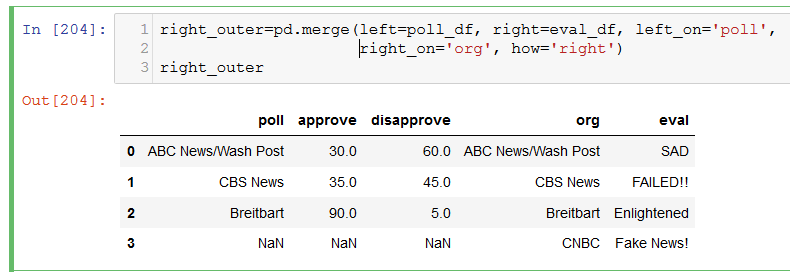 In [204]: 1 right_outer=pd.merge(left=poll_df, right=eval_df, left_on='poll',
2 right_on='org', how='right')
3 right_outer
Out[204]:
poll approve disapprove org eval
0 ABC News/Wash Post 30.0 60.0 ABC News/Wash Post SAD
1 CBS News 35.0 45.0 CBS News FAILED!!
2 Breitbart 90.0 5.0 Breitbart Enlightened
3 NaN NaN NaN CNBC Fake News!